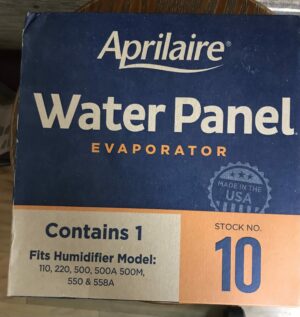 Aprilaire®
Water Panel
EVAPORATOR
MADE IN THE
USA
Contains 1
Fits Humidifier Model:
110, 220, 500, 500A 500M,
550 & 558A
STOCK NO.
10